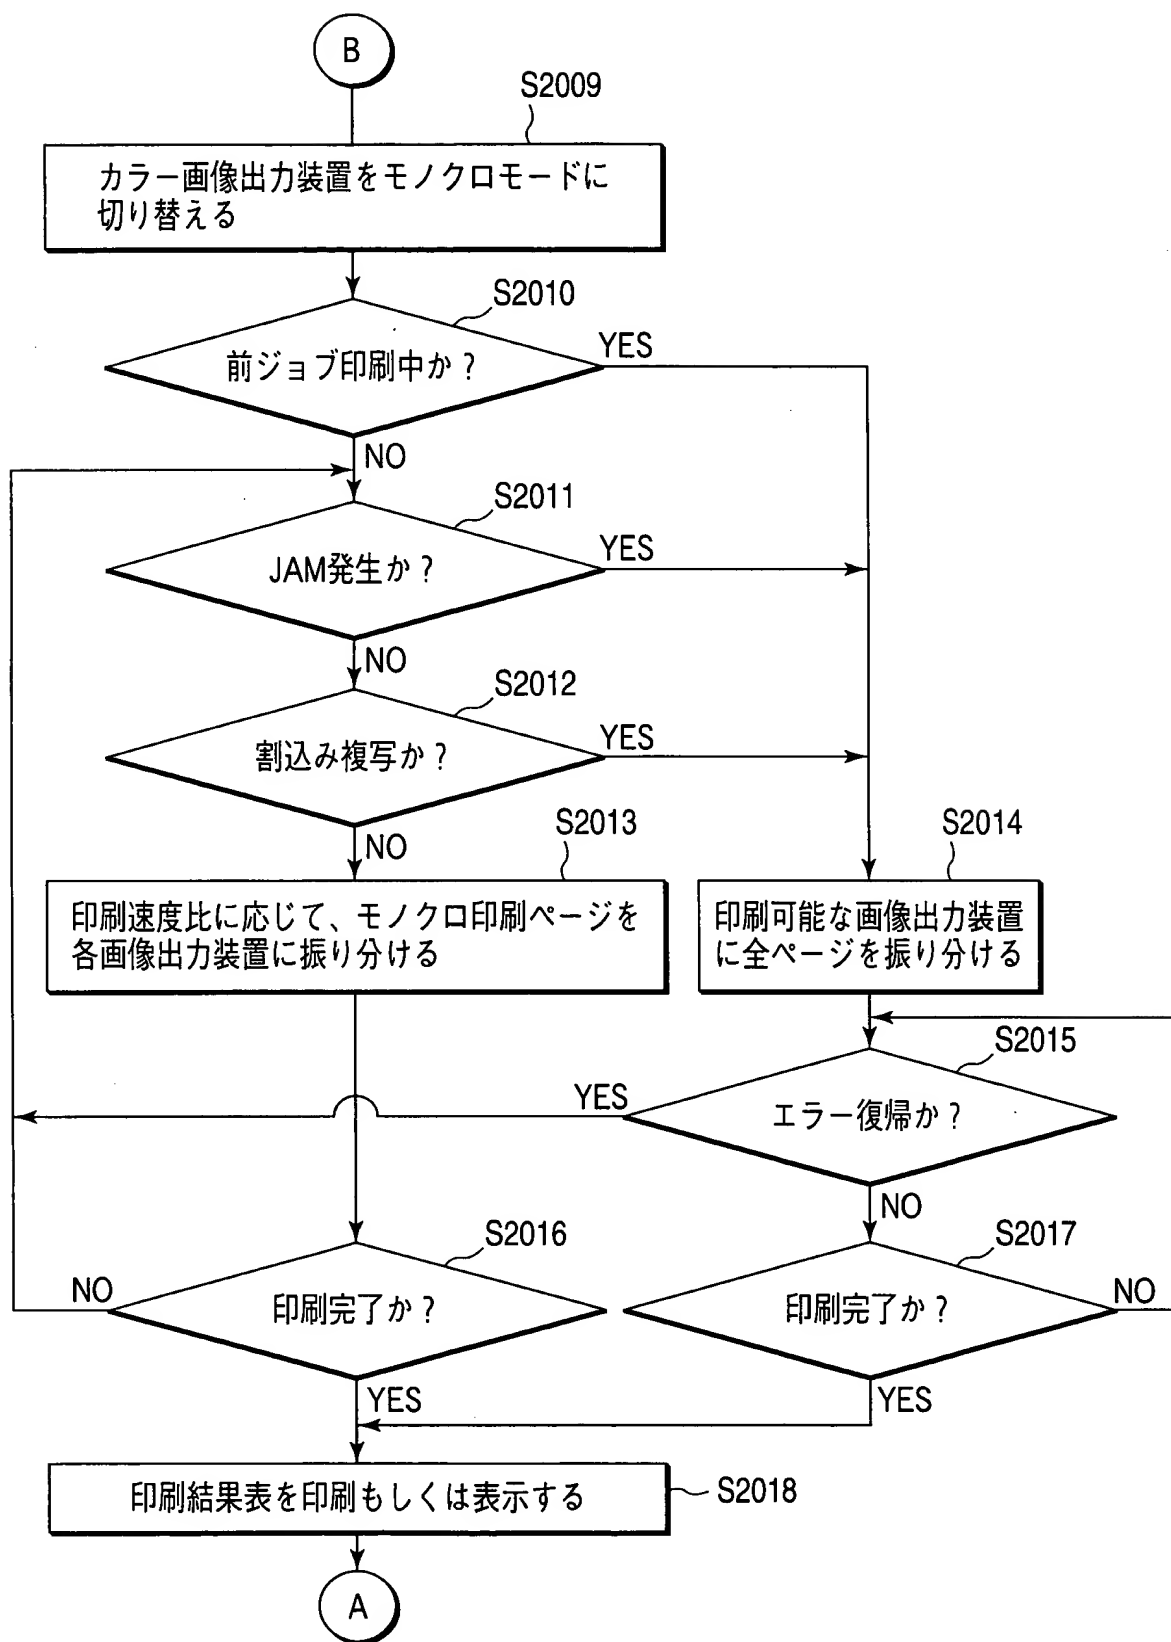 B
S2009
カラー画像出力装置をモノクロモードに
切り替える
S2010
前ジョブ印刷中か?
YES
NO
S2011
JAM発生か?
YES
NO
S2012
割込み複写か?
YES
NO
S2013
印刷速度比に応じて、モノクロ印刷ページを
各画像出力装置に振り分ける
S2014
印刷可能な画像出力装置
に全ページを振り分ける
S2015
エラー復帰か?
YES
NO
S2016
印刷完了か?
NO
YES
S2017
印刷完了か?
NO
YES
印刷結果表を印刷もしくは表示する
S2018
A